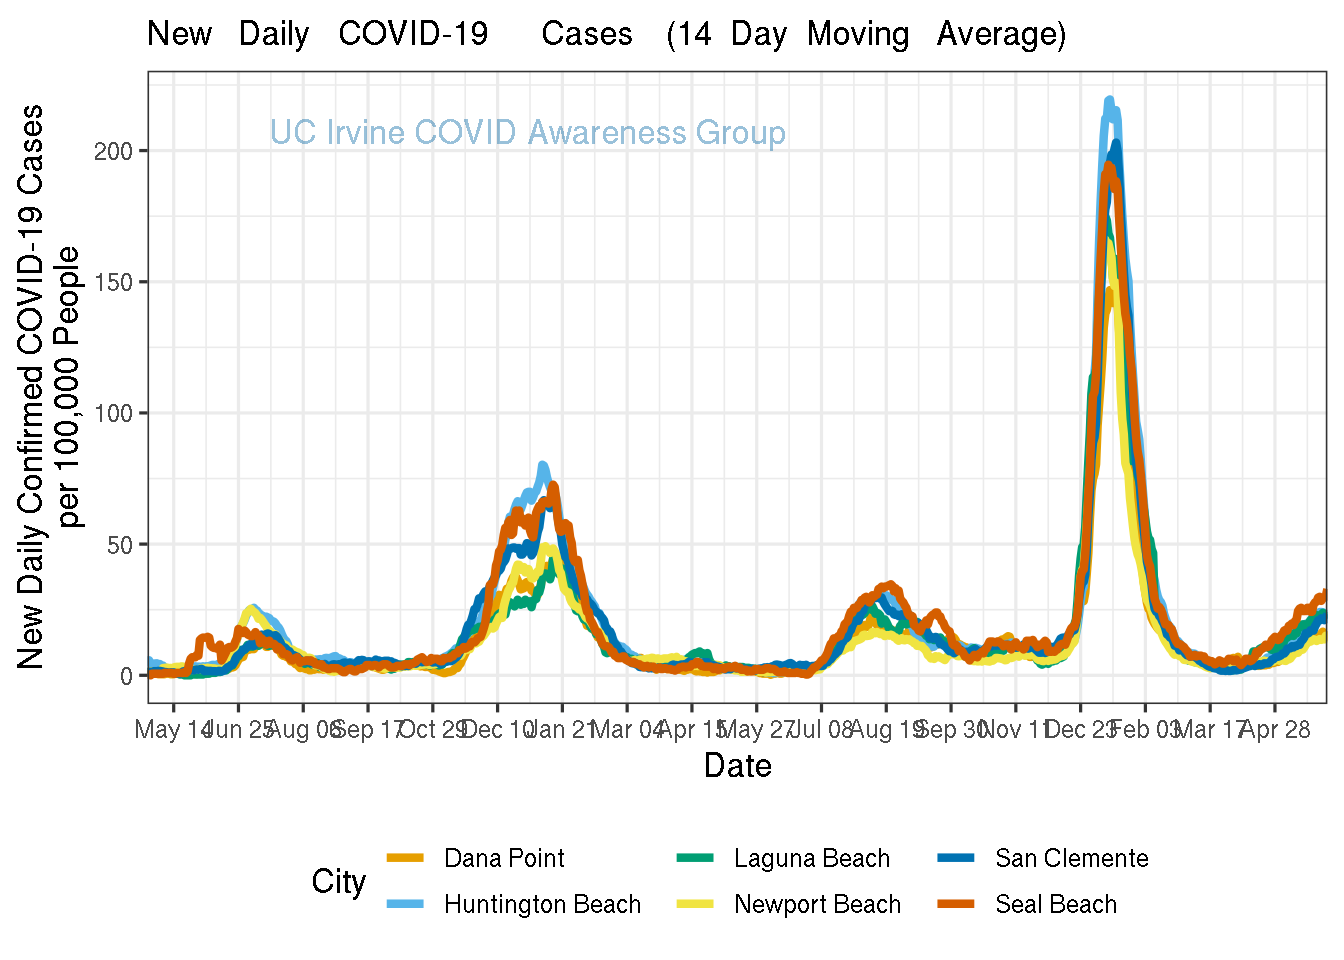 New Daily COVID-19 Cases (14 Day Moving Average)
UC Irvine COVID Awareness Group
New Daily Confirmed COVID-19 Cases
per 100,000 People
200
150
100
50
0
May 14 Jun 25 Aug 06 Sep 17 Oct 29 Dec 10 Jan 21 Mar 04 Apr 15 May 27 Jul 08 Aug 19 Sep 30 Nov 11 Dec 23 Feb 03 Mar 17 Apr 28
Date
City
Dana Point Laguna Beach San Clemente
Huntington Beach Newport Beach Seal Beach